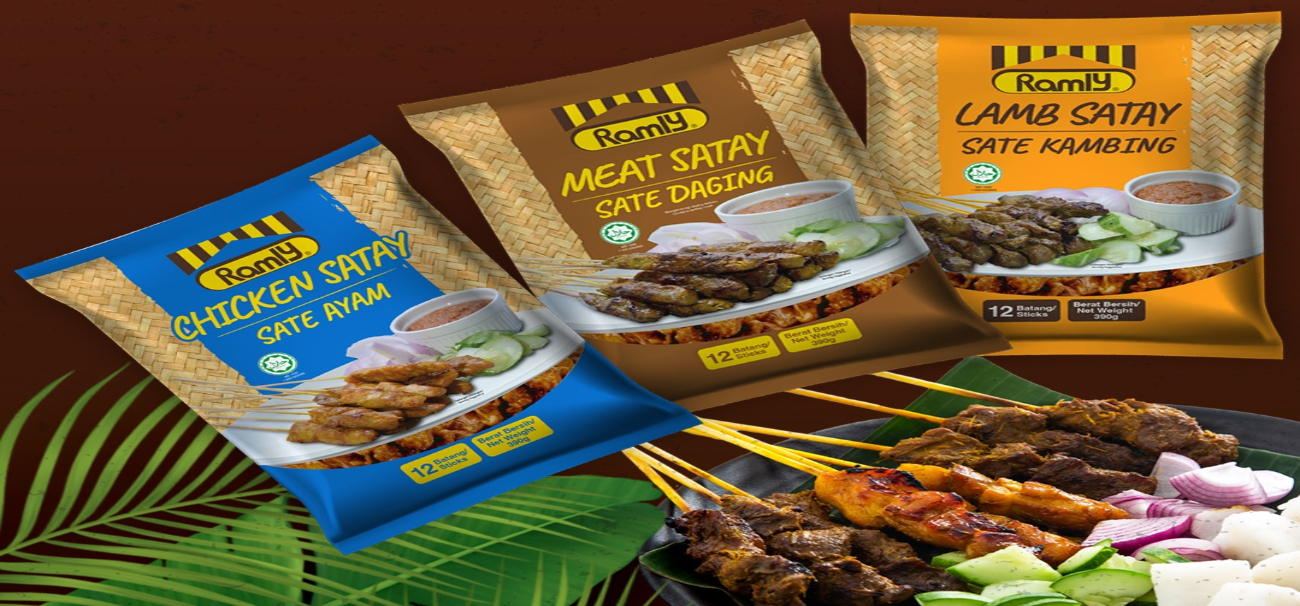 Ramly
CHICKEN SATAY
SATE AYAM
12 Batang/
Sticks
Berat Bersih/
Net Weight
390g
Ramly
MEAT SATAY
SATE DAGING
12 Batang/
Sticks
Berat Bersih/
Net Weight
390g
Ramly
LAMB SATAY
SATE KAMBING
12 Batang/
Sticks
Berat Bersih/
Net Weight
390g